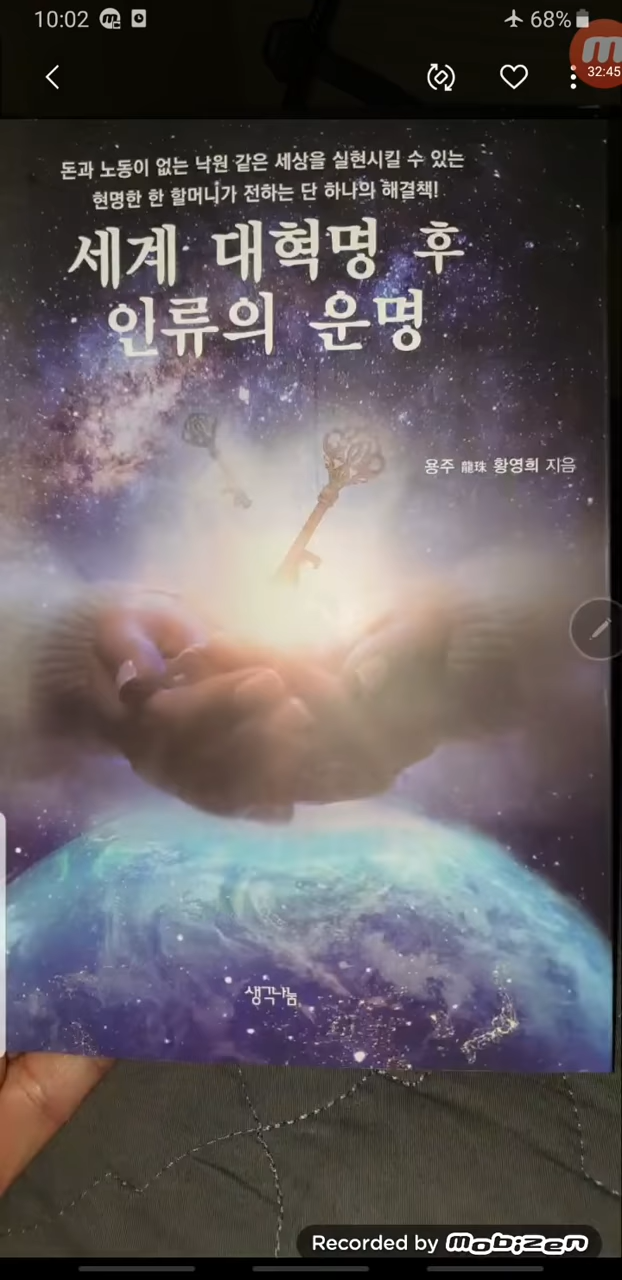 10:02
68%
32:45
돈과 노동이 없는 낙원 같은 세상을 실현시킬 수 있는
현명한 한 할머니가 전하는 단 하나의 해결책!
세계 대혁명 후
인류의 운명
용주 龍珠 황영희 지음
생각나눔
Recorded by mobizen